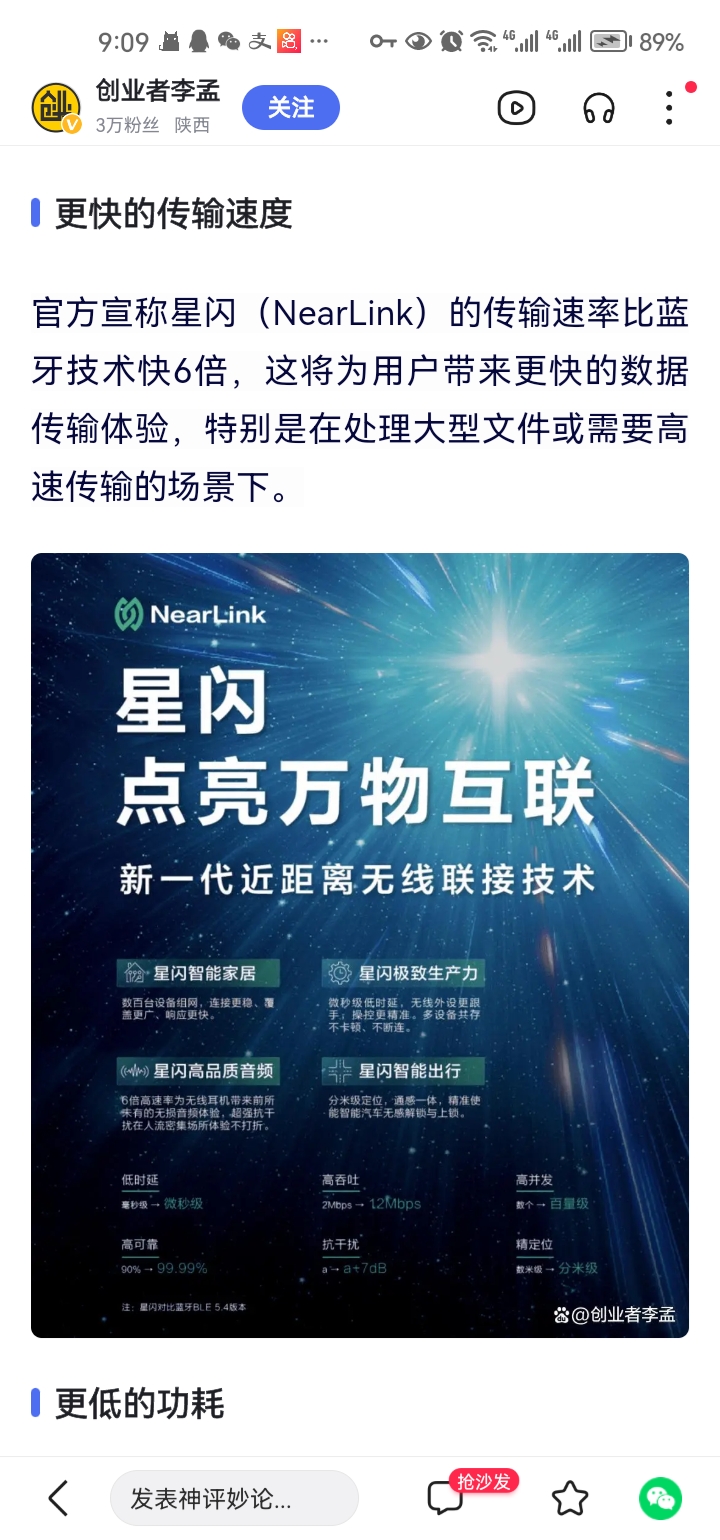 9:09 支 ··· 4G 4G 89%
创业者李孟
创业
3万粉丝 陕西
关注
更快的传输速度
官方宣称星闪（NearLink）的传输速率比蓝
牙技术快6倍，这将为用户带来更快的数据
传输体验，特别是在处理大型文件或需要高
速传输的场景下。
NearLink
星闪
点亮万物互联
新一代近距离无线联接技术
星闪智能家居
数百台设备组网，连接更稳、覆
盖更广、响应更快。
星闪极致生产力
微秒级低时延，无线外设更跟
手，操控更精准。多设备共存
不卡顿、不断连。
星闪高品质音频
6倍高速率为无线耳机带来前所
未有的无损音频体验，超强抗干
扰在人流密集场所体验不打折。
星闪智能出行
分米级定位，通感一体，精准使
能智能汽车无感解锁与上锁。
低时延
毫秒级 → 微秒级
高吞吐
2Mbps → 12Mbps
高并发
数个 → 百量级
高可靠
90% → 99.99%
抗干扰
a → a+7dB
精定位
数米级 → 分米级
注：星闪对比蓝牙BLE 5.4版本
@创业者李孟
更低的功耗
发表神评妙论...
抢沙发